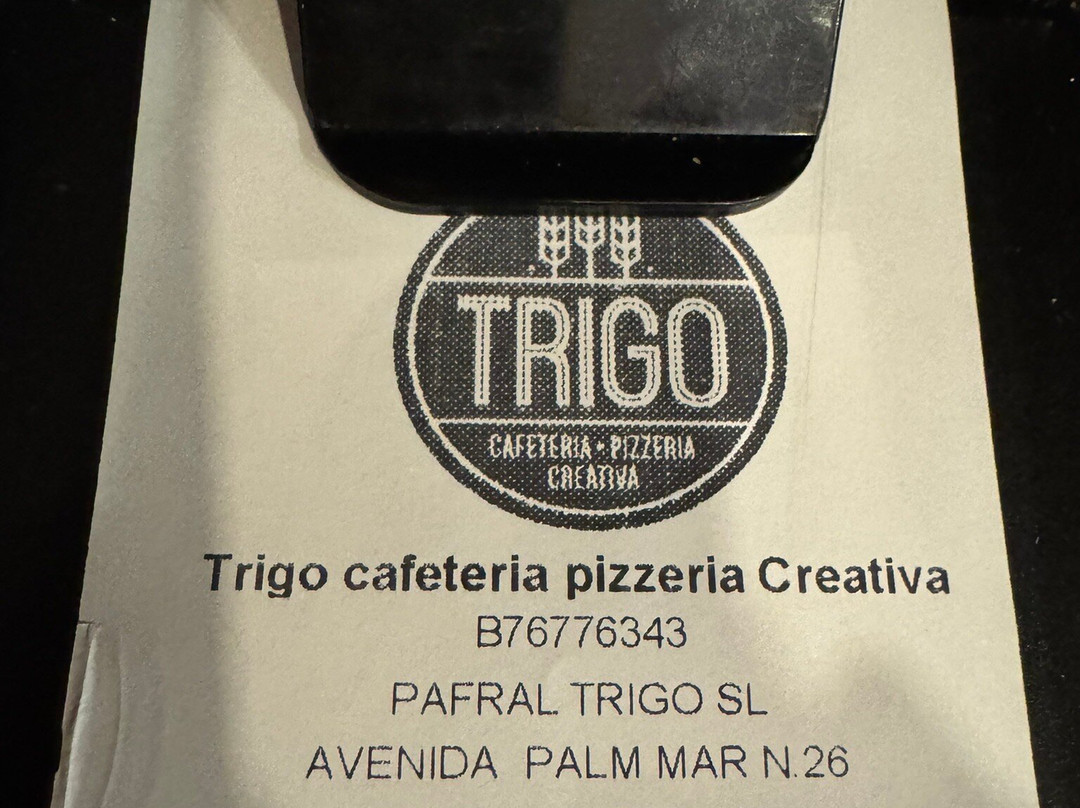 TRIGO
CAFETERIA • PIZZERIA
CREATIVA
Trigo cafeteria pizzeria Creativa
B76776343
PAFRAL TRIGO SL
AVENIDA PALM MAR N.26